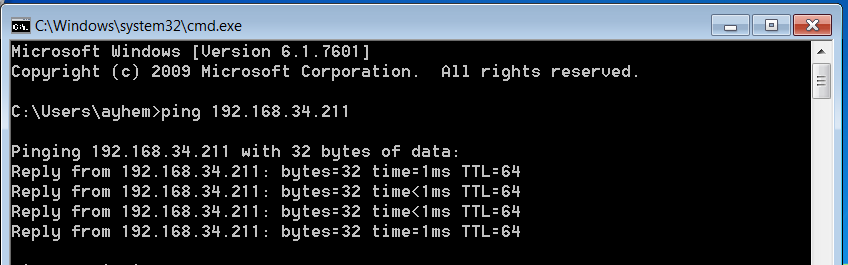 C:\Windows\system32\cmd.exe
Microsoft Windows [Version 6.1.7601]
Copyright (c) 2009 Microsoft Corporation.  All rights reserved.
C:\Users\ayhem>ping 192.168.34.211
Pinging 192.168.34.211 with 32 bytes of data:
Reply from 192.168.34.211: bytes=32 time=1ms TTL=64
Reply from 192.168.34.211: bytes=32 time<1ms TTL=64
Reply from 192.168.34.211: bytes=32 time<1ms TTL=64
Reply from 192.168.34.211: bytes=32 time=1ms TTL=64